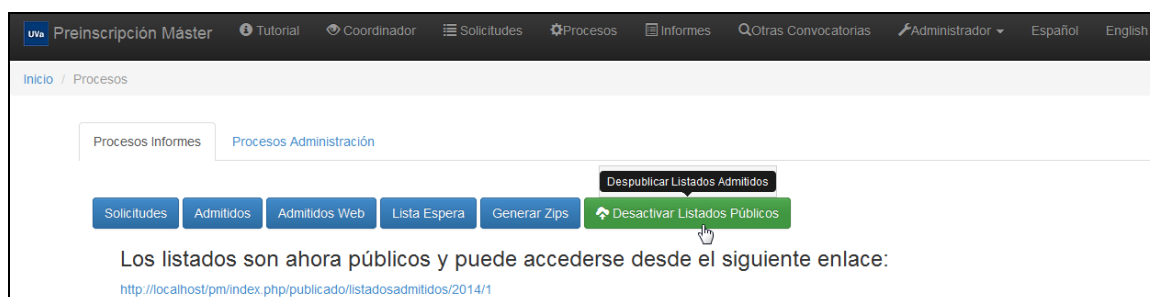 UVa Preinscripción Máster Tutorial Coordinador Solicitudes Procesos Informes Otras Convocatorias Administrador Español English
Inicio / Procesos
Procesos Informes Procesos Administración
Despublicar Listados Admitidos
Solicitudes Admitidos Admitidos Web Lista Espera Generar Zips Desactivar Listados Públicos
Los listados son ahora públicos y puede accederse desde el siguiente enlace:
http://localhost/pm/index.php/publicado/listadosadmitidos/2014/1